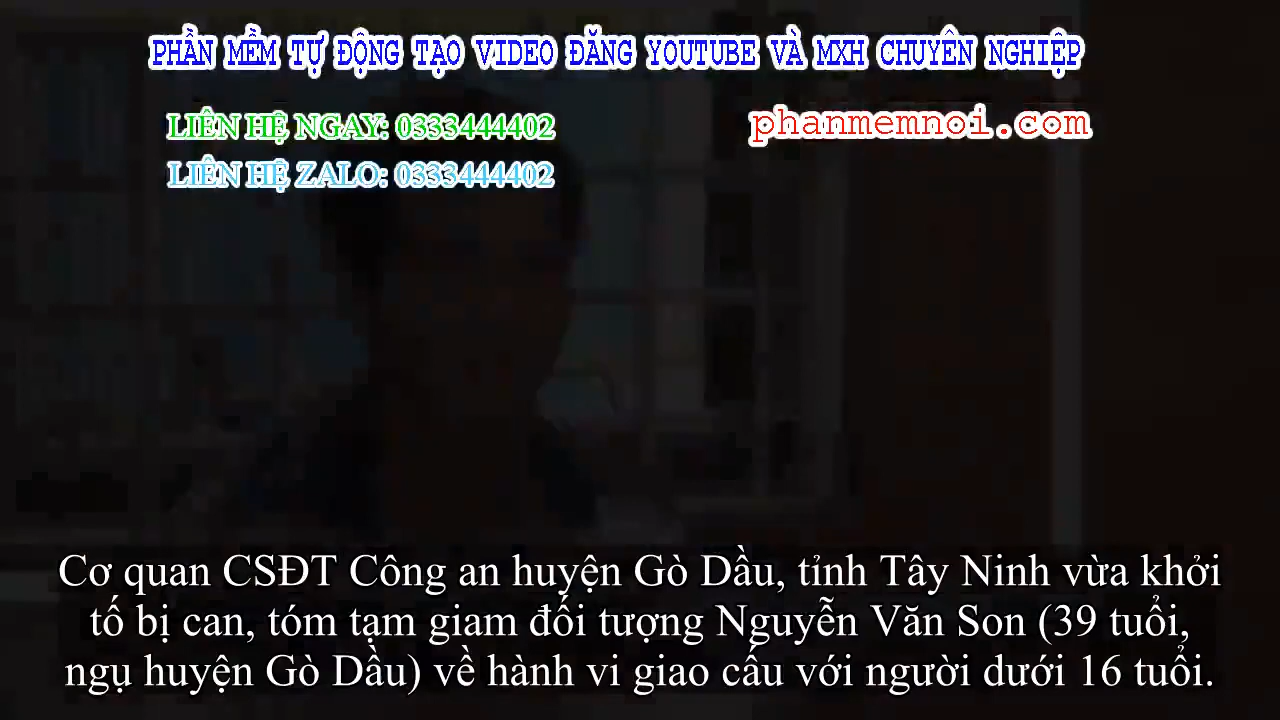 PHẦN MỀM TỰ ĐỘNG TẠO VIDEO ĐĂNG YOUTUBE VÀ MXH CHUYÊN NGHIỆP
LIÊN HỆ NGAY: 0333444402
phanmemnoi.com
LIÊN HỆ ZALO: 0333444402
Cơ quan CSĐT Công an huyện Gò Dầu, tỉnh Tây Ninh vừa khởi
tố bị can, tóm tạm giam đối tượng Nguyễn Văn Son (39 tuổi,
ngụ huyện Gò Dầu) về hành vi giao cấu với người dưới 16 tuổi.